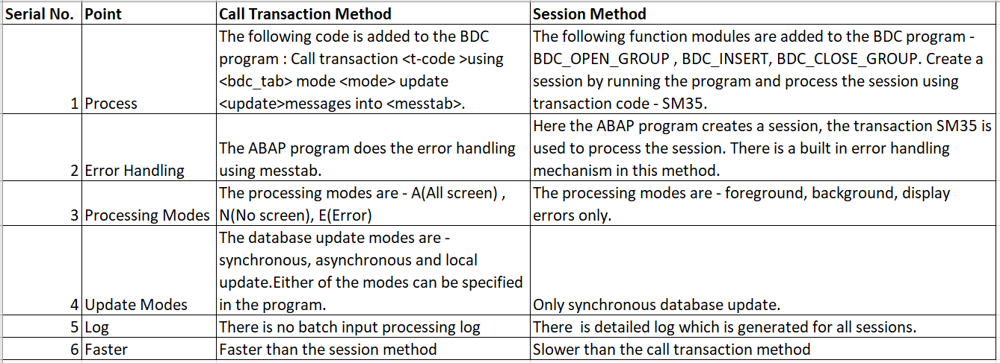 Serial No. Point Call Transaction Method Session Method
The following code is added to the BDC
program : Call transaction <t-code >using
<bdc_tab> mode <mode> update
1 Process <update>messages into <messtab>.
The following function modules are added to the BDC program -
BDC_OPEN_GROUP , BDC_INSERT, BDC_CLOSE_GROUP. Create a
session by running the program and process the session using
transaction code - SM35.
The ABAP program does the error handling
2 Error Handling using messtab.
Here the ABAP program creates a session, the transaction SM35 is
used to process the session. There is a built in error handling
mechanism in this method.
The processing modes are - A(All screen) ,
3 Processing Modes N(No screen), E(Error)
The processing modes are - foreground, background, display
errors only.
The database update modes are -
synchronous, asynchronous and local
update.Either of the modes can be specified
4 Update Modes in the program.
Only synchronous database update.
5 Log There is no batch input processing log There  is detailed log which is generated for all sessions.
6 Faster Faster than the session method Slower than the call transaction method